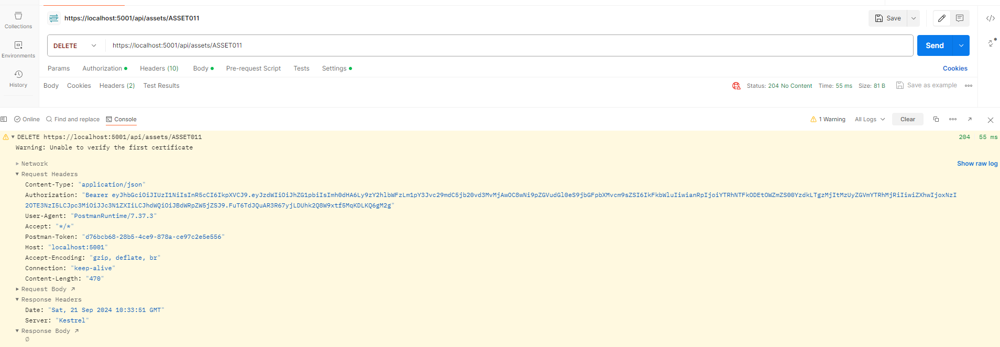 Collections
Environments
History
HTTP
https://localhost:5001/api/assets/ASSET011
Save
DELETE
https://localhost:5001/api/assets/ASSET011
Send
Params Authorization Headers (10) Body Pre-request Script Tests Settings
Cookies
Body Cookies Headers (2) Test Results
Status: 204 No Content Time: 55 ms Size: 81 B
Save as example
Online Find and replace Console
1 Warning All Logs Clear
DELETE https://localhost:5001/api/assets/ASSET011
204 55 ms
Warning: Unable to verify the first certificate
Network
Show raw log
Request Headers
Content-Type: "application/json"
Authorization: "Bearer eyJhbGciOiJIUzI1NiIsInR5cCI6IkpXVCJ9.eyJzdWIiOiJhZG1pbiIsImh0dHA6Ly9zY2hlbWFzLm1pY3Jvc29mdC5jb20vd3MvMjAwOC8wNi9pZGVudGl0eS9jbGFpbXMvcm9sZSI6IkFkbWluIiwianRpIjoiYTRhNTFkODEtOWZmZS00YzdkLTgzMjItMzUyZGVmYTRhMjRiIiwiZXhwIjoxNzI
2OTE3NzI5LCJpc3MiOiJJc3N1ZXIiLCJhdWQiOiJBdWRpZW5jZSJ9.FuT6TdJQuAR3R67yjLDUhk2Q8W9xtf5MqKDLKQ6gM2g"
User-Agent: "PostmanRuntime/7.37.3"
Accept: "*/*"
Postman-Token: "d76bcb68-28b5-4ce9-878a-ce97c2e5e556"
Host: "localhost:5001"
Accept-Encoding: "gzip, deflate, br"
Connection: "keep-alive"
Content-Length: "470"
Request Body
Response Headers
Date: "Sat, 21 Sep 2024 10:33:51 GMT"
Server: "Kestrel"
Response Body
∅